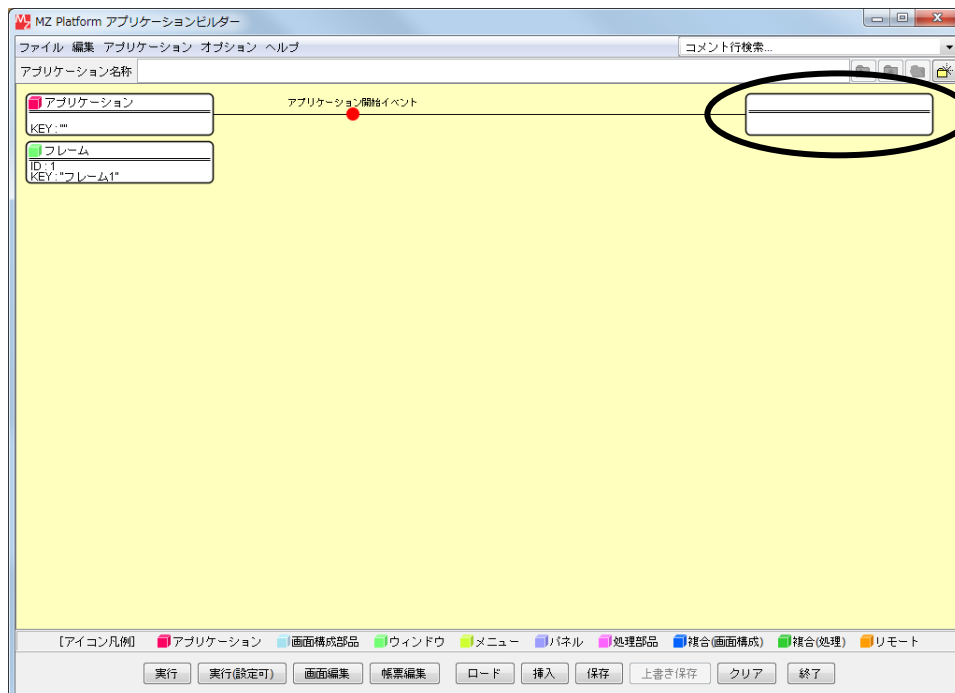 MZ Platform アプリケーションビルダー
ファイル 編集 アプリケーション オプション ヘルプ
コメント行検索...
アプリケーション名称
アプリケーション
KEY:""
アプリケーション開始イベント
フレーム
ID:1
KEY:"フレーム1"
[アイコン凡例] アプリケーション 画面構成部品 ウィンドウ メニュー パネル 処理部品 複合(画面構成) 複合(処理) リモート
実行 実行(設定可) 画面編集 帳票編集 ロード 挿入 保存 上書き保存 クリア 終了